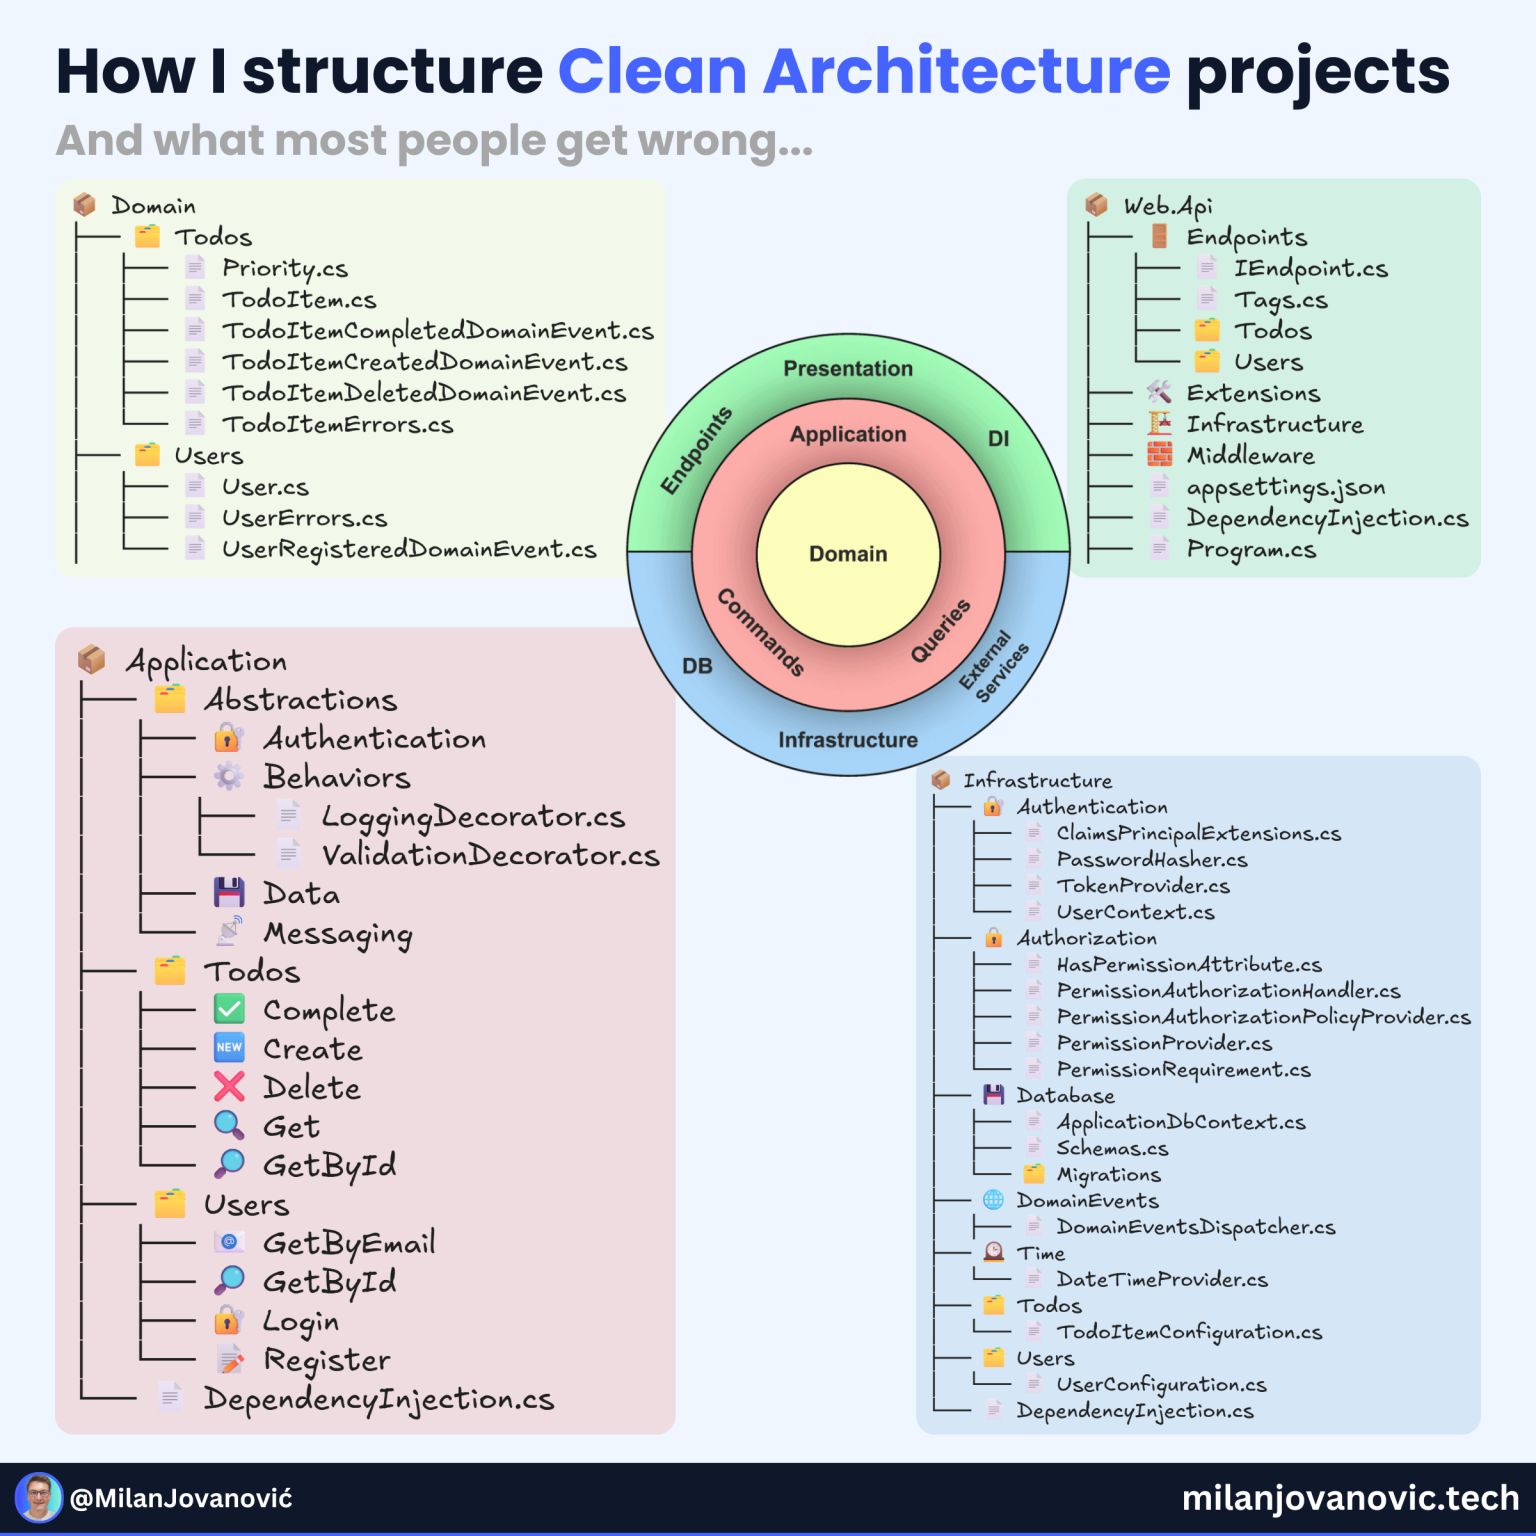 How I structure Clean Architecture projects
And what most people get wrong...
Domain
Todos
Priority.cs
TodoItem.cs
TodoItemCompletedDomainEvent.cs
TodoItemCreatedDomainEvent.cs
TodoItemDeletedDomainEvent.cs
TodoItemErrors.cs
Users
User.cs
UserErrors.cs
UserRegisteredDomainEvent.cs
Web.Api
Endpoints
IEndpoint.cs
Tags.cs
Todos
Users
Extensions
Infrastructure
Middleware
appsettings.json
DependencyInjection.cs
Program.cs
Presentation
Endpoints
DI
Application
Domain
Commands
Queries
DB
External
Services
Infrastructure
Application
Abstractions
Authentication
Behaviors
LoggingDecorator.cs
ValidationDecorator.cs
Data
Messaging
Todos
Complete
NEW
Create
Delete
Get
GetById
Users
GetByEmail
GetById
Login
Register
DependencyInjection.cs
Infrastructure
Authentication
ClaimsPrincipalExtensions.cs
PasswordHasher.cs
TokenProvider.cs
UserContext.cs
Authorization
HasPermissionAttribute.cs
PermissionAuthorizationHandler.cs
PermissionAuthorizationPolicyProvider.cs
PermissionProvider.cs
PermissionRequirement.cs
Database
ApplicationDbContext.cs
Schemas.cs
Migrations
DomainEvents
DomainEventsDispatcher.cs
Time
DateTimeProvider.cs
Todos
TodoItemConfiguration.cs
Users
UserConfiguration.cs
DependencyInjection.cs
@MilanJovanović
milanjovanovic.tech